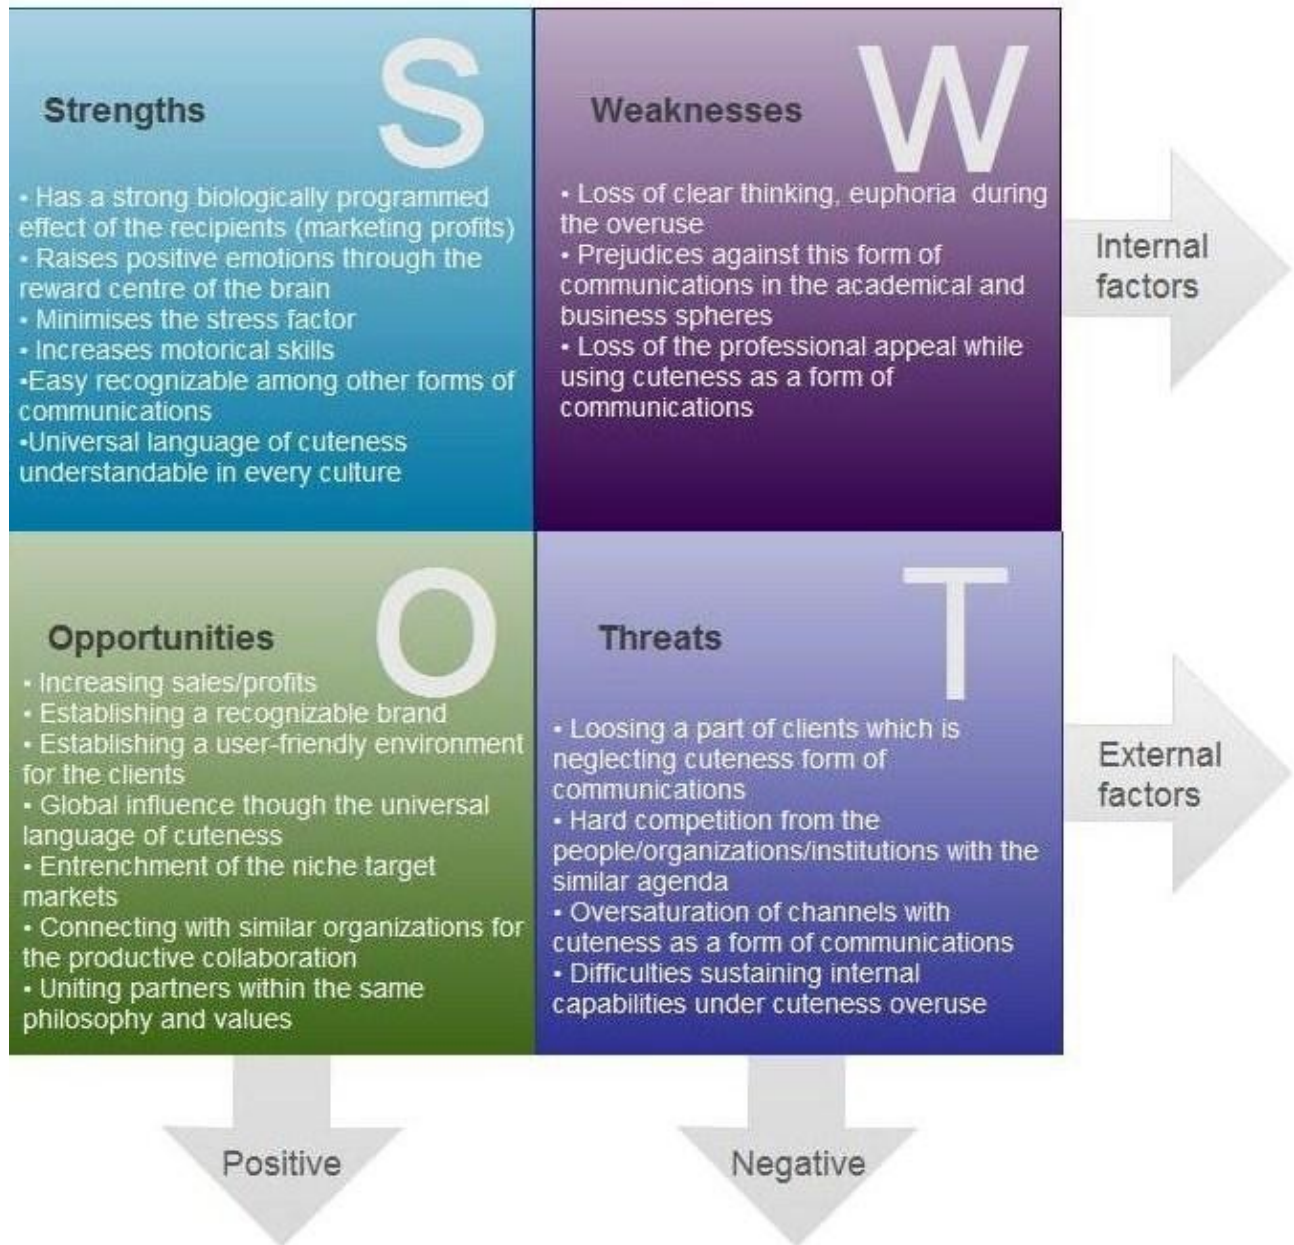 S
Strengths
• Has a strong biologically programmed
effect of the recipients (marketing profits)
• Raises positive emotions through the
reward centre of the brain
• Minimises the stress factor
• Increases motorical skills
•Easy recognizable among other forms of
communications
•Universal language of cuteness
understandable in every culture
W
Weaknesses
• Loss of clear thinking, euphoria during
the overuse
• Prejudices against this form of
communications in the academical and
business spheres
• Loss of the professional appeal while
using cuteness as a form of
communications
Internal
factors
O
Opportunities
• Increasing sales/profits
• Establishing a recognizable brand
• Establishing a user-friendly environment
for the clients
• Global influence though the universal
language of cuteness
• Entrenchment of the niche target
markets
• Connecting with similar organizations for
the productive collaboration
• Uniting partners within the same
philosophy and values
T
Threats
• Loosing a part of clients which is
neglecting cuteness form of
communications
• Hard competition from the
people/organizations/institutions with the
similar agenda
• Oversaturation of channels with
cuteness as a form of communications
• Difficulties sustaining internal
capabilities under cuteness overuse
External
factors
Positive
Negative